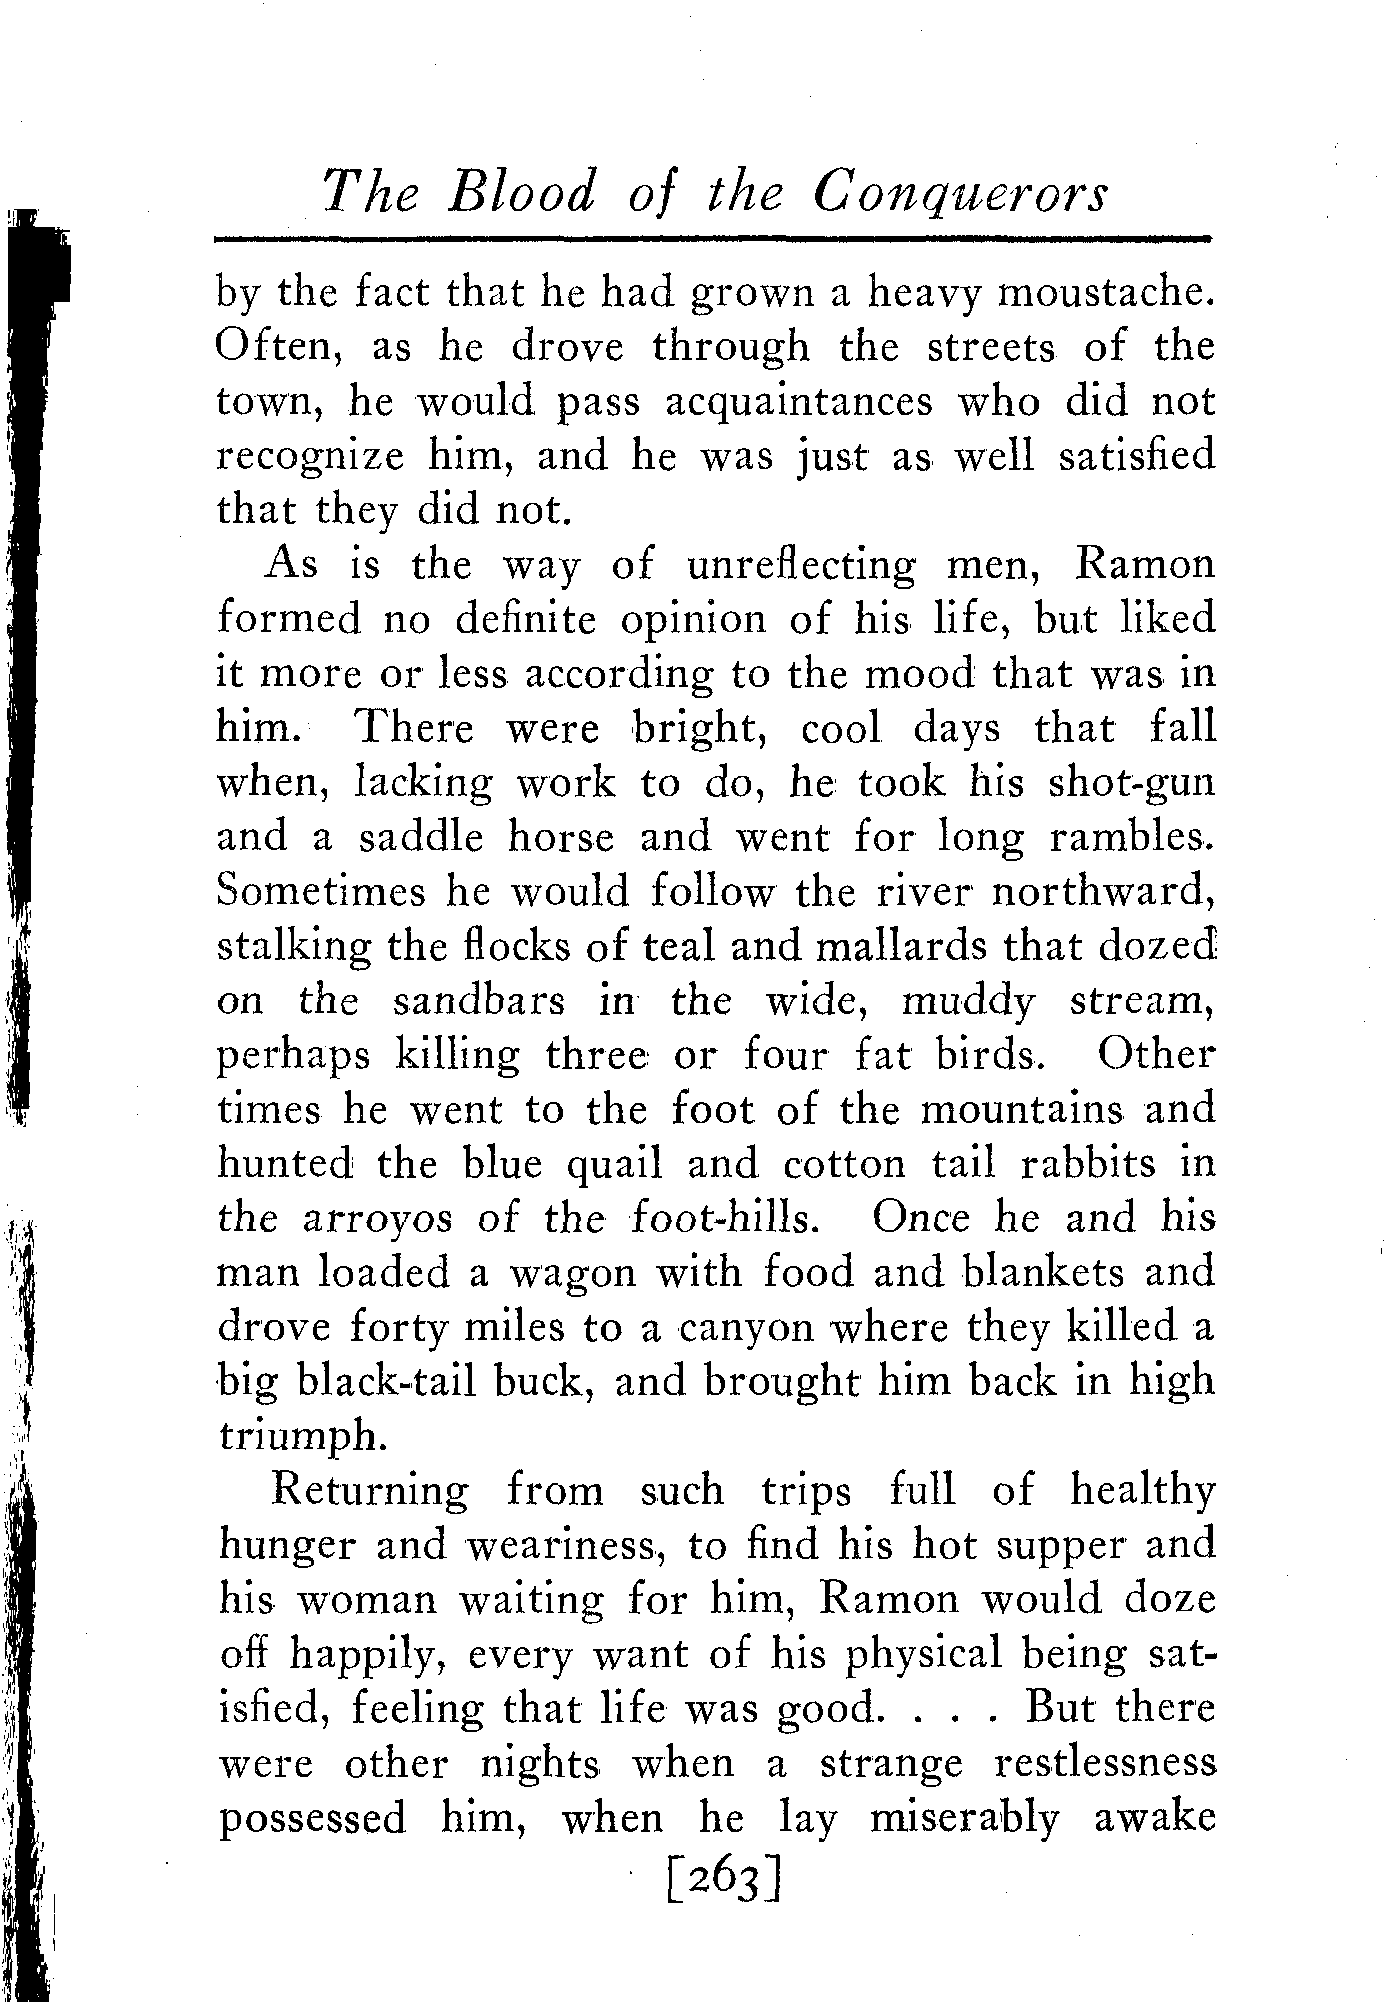 The Blood of the Conquerors
by the fact that he had grown a heavy moustache.
Often, as he drove through the streets of the
town, he would pass acquaintances who did not
recognize him, and he was just as well satisfied
that they did not.
As is the way of unreflecting men, Ramon
formed no definite opinion of his life, but liked
it more or less according to the mood that was in
him. There were bright, cool days that fall
when, lacking work to do, he took his shot-gun
and a saddle horse and went for long rambles.
Sometimes he would follow the river northward,
stalking the flocks of teal and mallards that dozed
on the sandbars in the wide, muddy stream,
perhaps killing three or four fat birds. Other
times he went to the foot of the mountains and
hunted the blue quail and cotton tail rabbits in
the arroyos of the foot-hills. Once he and his
man loaded a wagon with food and blankets and
drove forty miles to a canyon where they killed a
big black-tail buck, and brought him back in high
triumph.
Returning from such trips full of healthy
hunger and weariness, to find his hot supper and
his woman waiting for him, Ramon would doze
off happily, every want of his physical being sat-
isfied, feeling that life was good. . . . But there
were other nights when a strange restlessness
possessed him, when he lay miserably awake
[263]